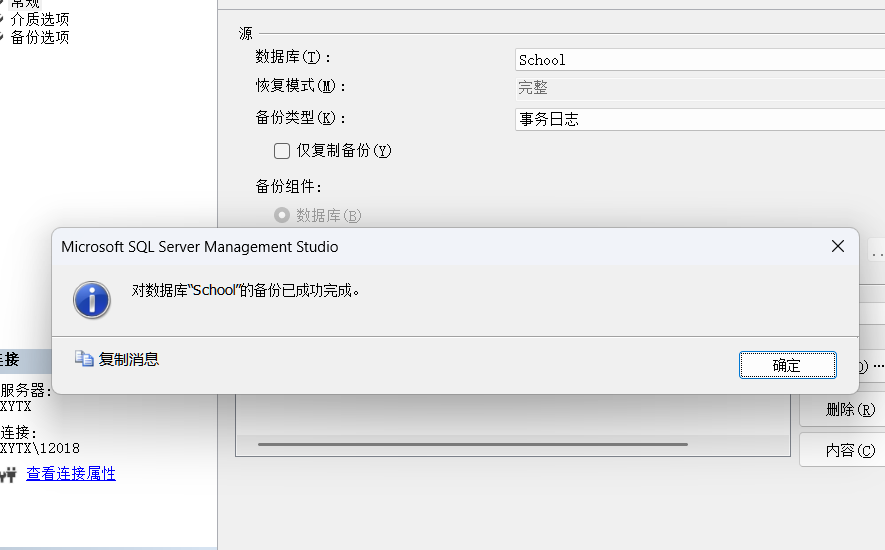 常规
介质选项
备份选项
源
数据库(T):
School
恢复模式(M):
完整
备份类型(K):
事务日志
仅复制备份(Y)
备份组件:
数据库(B)
Microsoft SQL Server Management Studio
对数据库“School”的备份已成功完成。
复制消息
确定
连接
服务器:
XYTX
删除(R)
连接:
XYTX\12018
内容(C)
查看连接属性